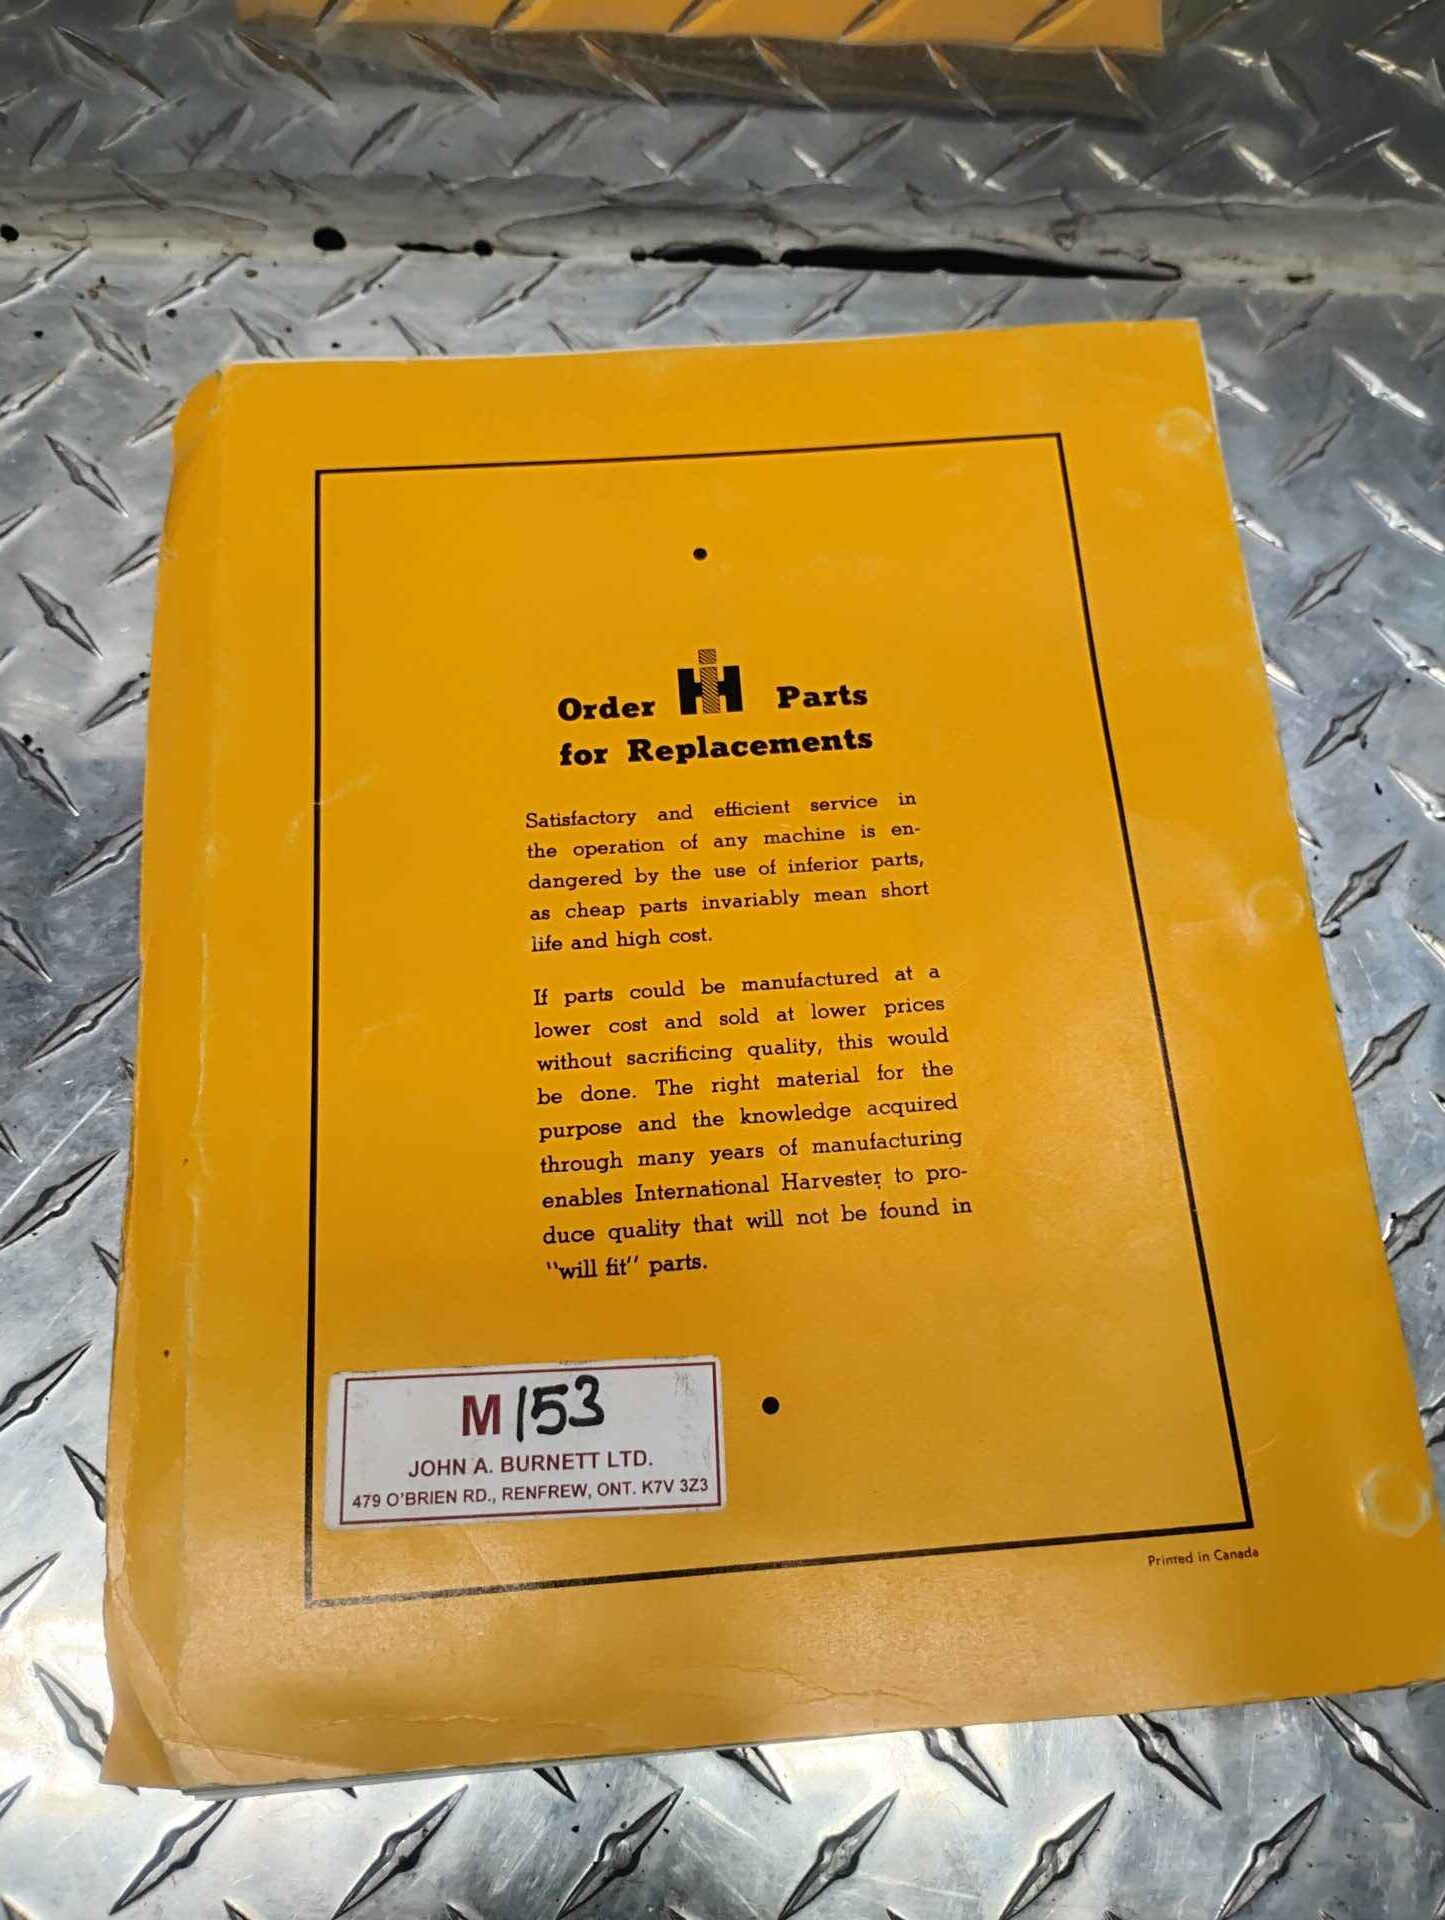 Order IH Parts
for Replacements
Satisfactory and efficient service in
the operation of any machine is en-
dangered by the use of inferior parts,
as cheap parts invariably mean short
life and high cost.
If parts could be manufactured at a
lower cost and sold at lower prices
without sacrificing quality, this would
be done. The right material for the
purpose and the knowledge acquired
through many years of manufacturing
enables International Harvester to pro-
duce quality that will not be found in
"will fit" parts.
M 153
JOHN A. BURNETT LTD.
479 O'BRIEN RD., RENFREW, ONT. K7V 3Z3
Printed in Canada